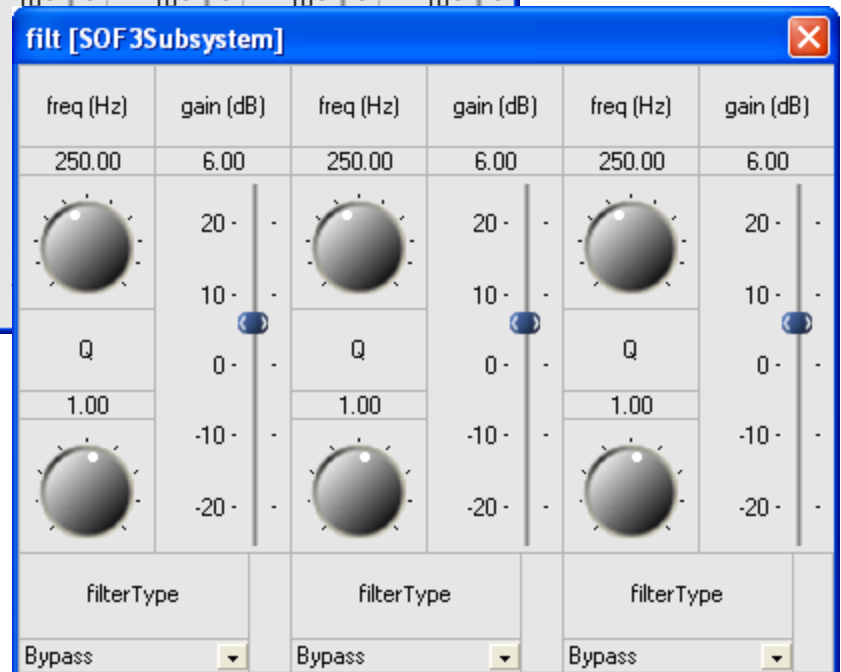 filt [SOF3Subsystem]
freq (Hz) gain (dB) freq (Hz) gain (dB) freq (Hz) gain (dB)
250.00 6.00 250.00 6.00 250.00 6.00
20 - - 20 - - 20 - -
10 - - 10 - - 10 - -
Q Q Q
0 - - 0 - - 0 - -
1.00 1.00 1.00
-10 - - -10 - - -10 - -
-20 - - -20 - - -20 - -
filterType filterType filterType
Bypass Bypass Bypass